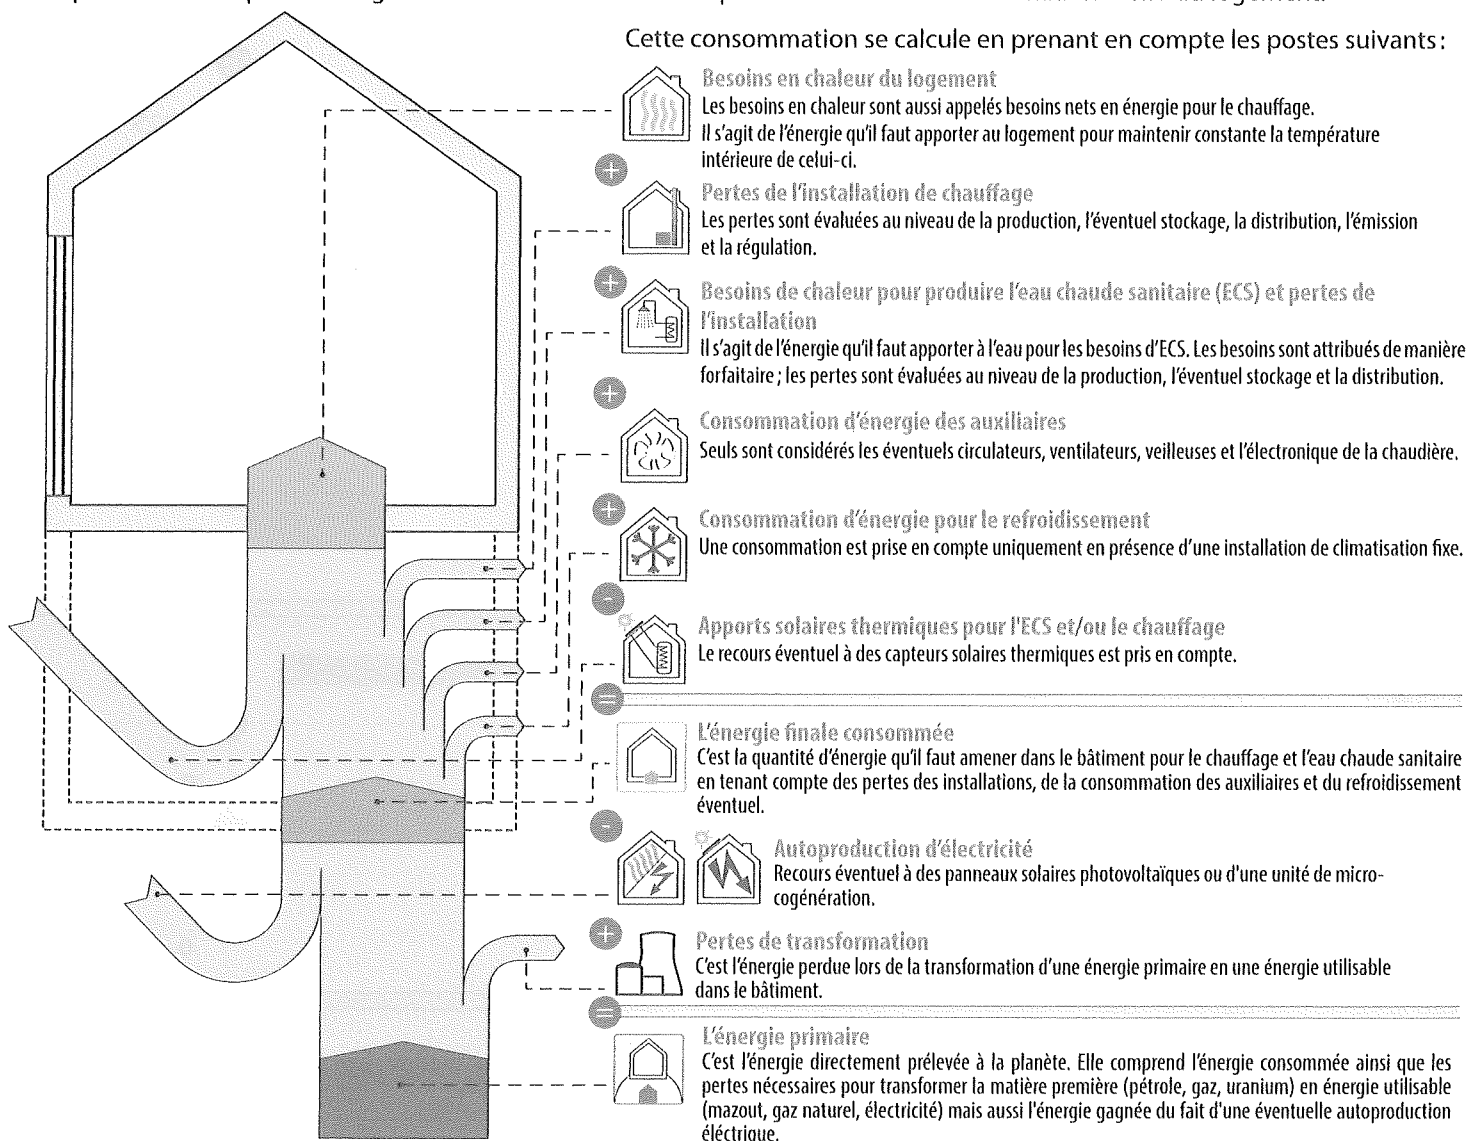 Cette consommation se calcule en prenant en compte les postes suivants :
Besoins en chaleur du logement
Les besoins en chaleur sont aussi appelés besoins nets en énergie pour le chauffage.
Il s'agit de l'énergie qu'il faut apporter au logement pour maintenir constante la température
intérieure de celui-ci.
+
Pertes de l'installation de chauffage
Les pertes sont évaluées au niveau de la production, l'éventuel stockage, la distribution, l'émission
et la régulation.
+
Besoins de chaleur pour produire l'eau chaude sanitaire (ECS) et pertes de
l'installation
Il s'agit de l'énergie qu'il faut apporter à l'eau pour les besoins d'ECS. Les besoins sont attribués de manière
forfaitaire ; les pertes sont évaluées au niveau de la production, l'éventuel stockage et la distribution.
+
Consommation d'énergie des auxiliaires
Seuls sont considérés les éventuels circulateurs, ventilateurs, veilleuses et l'électronique de la chaudière.
+
Consommation d'énergie pour le refroidissement
Une consommation est prise en compte uniquement en présence d'une installation de climatisation fixe.
-
Apports solaires thermiques pour l'ECS et/ou le chauffage
Le recours éventuel à des capteurs solaires thermiques est pris en compte.
=
L'énergie finale consommée
C'est la quantité d'énergie qu'il faut amener dans le bâtiment pour le chauffage et l'eau chaude sanitaire
en tenant compte des pertes des installations, de la consommation des auxiliaires et du refroidissement
éventuel.
-
Autoproduction d'électricité
Recours éventuel à des panneaux solaires photovoltaïques ou d'une unité de micro-
cogénération.
+
Pertes de transformation
C'est l'énergie perdue lors de la transformation d'une énergie primaire en une énergie utilisable
dans le bâtiment.
=
L'énergie primaire
C'est l'énergie directement prélevée à la planète. Elle comprend l'énergie consommée ainsi que les
pertes nécessaires pour transformer la matière première (pétrole, gaz, uranium) en énergie utilisable
(mazout, gaz naturel, électricité) mais aussi l'énergie gagnée du fait d'une éventuelle autoproduction
éléctrique.